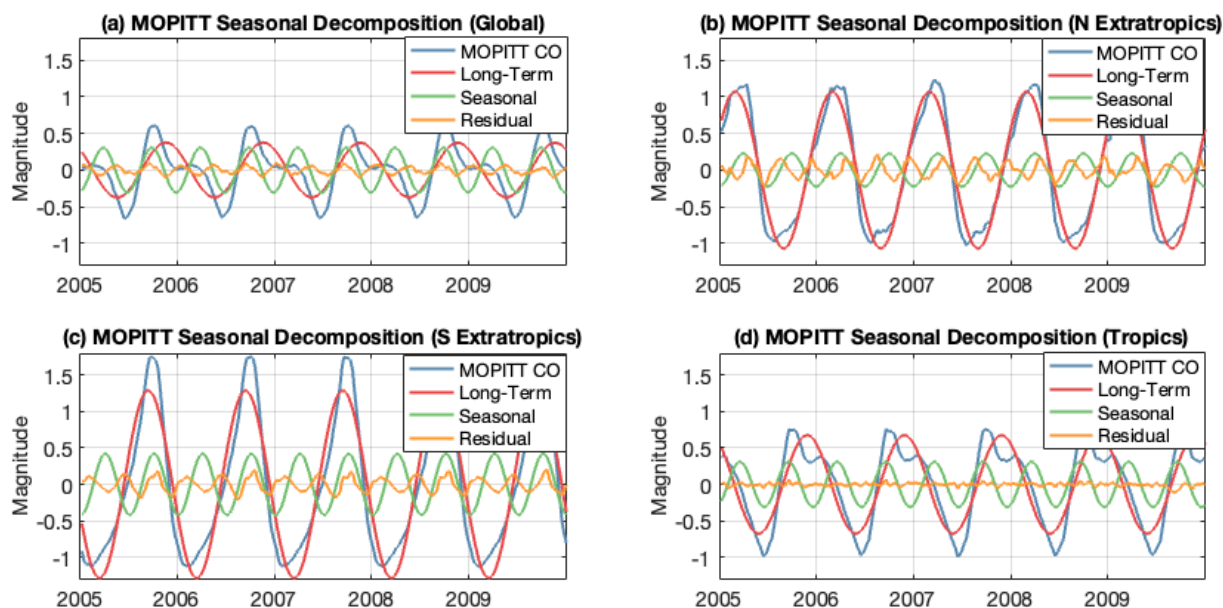 (a) MOPITT Seasonal Decomposition (Global)
MOPITT CO
Long-Term
Seasonal
Residual
Magnitude
1.5
1
0.5
0
-0.5
-1
2005 2006 2007 2008 2009
(b) MOPITT Seasonal Decomposition (N Extratropics)
MOPITT CO
Long-Term
Seasonal
Residual
Magnitude
1.5
1
0.5
0
-0.5
-1
2005 2006 2007 2008 2009
(c) MOPITT Seasonal Decomposition (S Extratropics)
MOPITT CO
Long-Term
Seasonal
Residual
Magnitude
1.5
1
0.5
0
-0.5
-1
2005 2006 2007 2008 2009
(d) MOPITT Seasonal Decomposition (Tropics)
MOPITT CO
Long-Term
Seasonal
Residual
Magnitude
1.5
1
0.5
0
-0.5
-1
2005 2006 2007 2008 2009